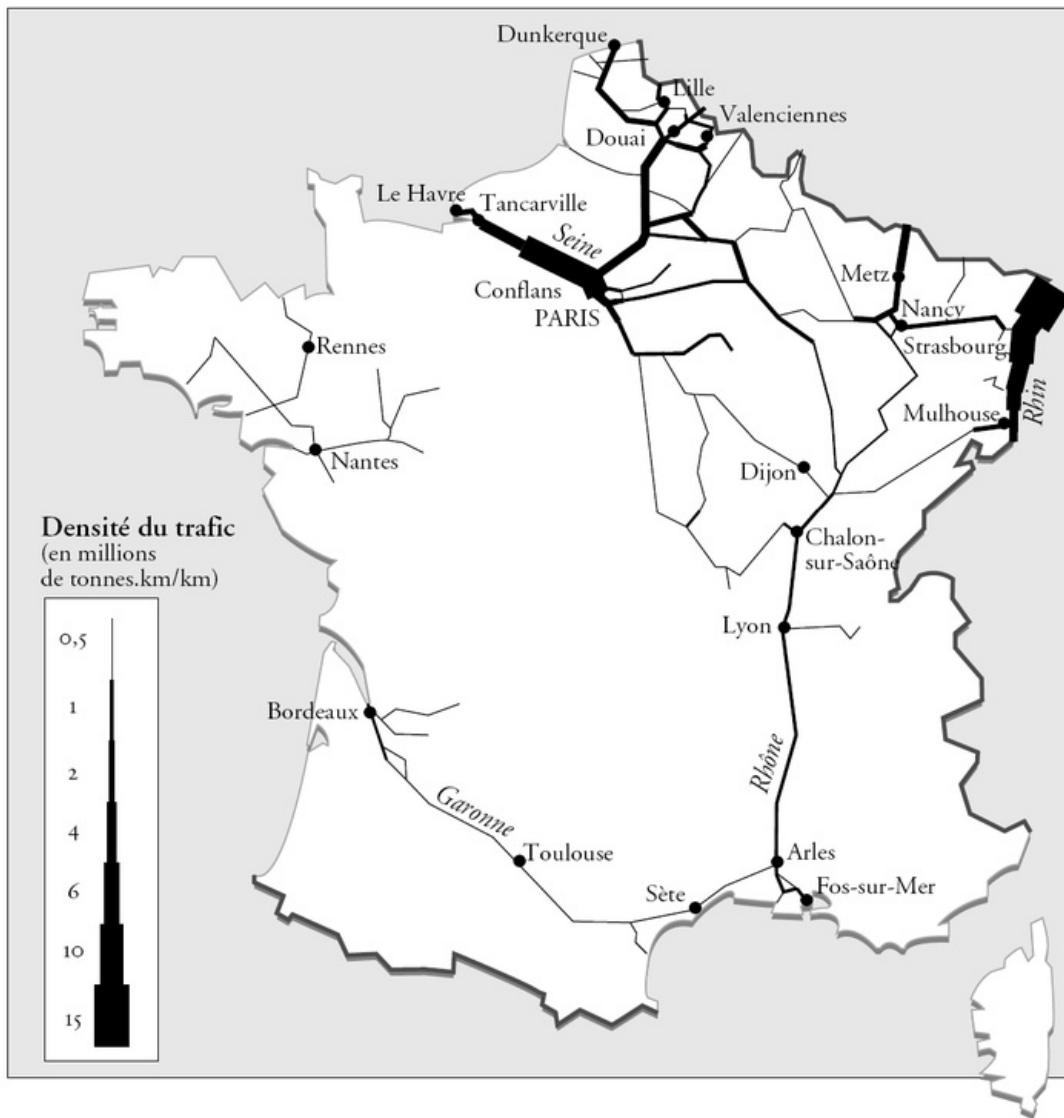 Dunkerque
Lille
Valenciennes
Douai
Le Havre
Tancarville
Seine
Metz
Conflans
PARIS
Nancy
Strasbourg
Rennes
Rhin
Mulhouse
Nantes
Dijon
Densité du trafic
(en millions
de tonnes.km/km)
Chalon-
sur-Saône
0,5
Lyon
1
Bordeaux
2
Rhône
Garonne
4
Toulouse
Arles
6
Sète
Fos-sur-Mer
10
15